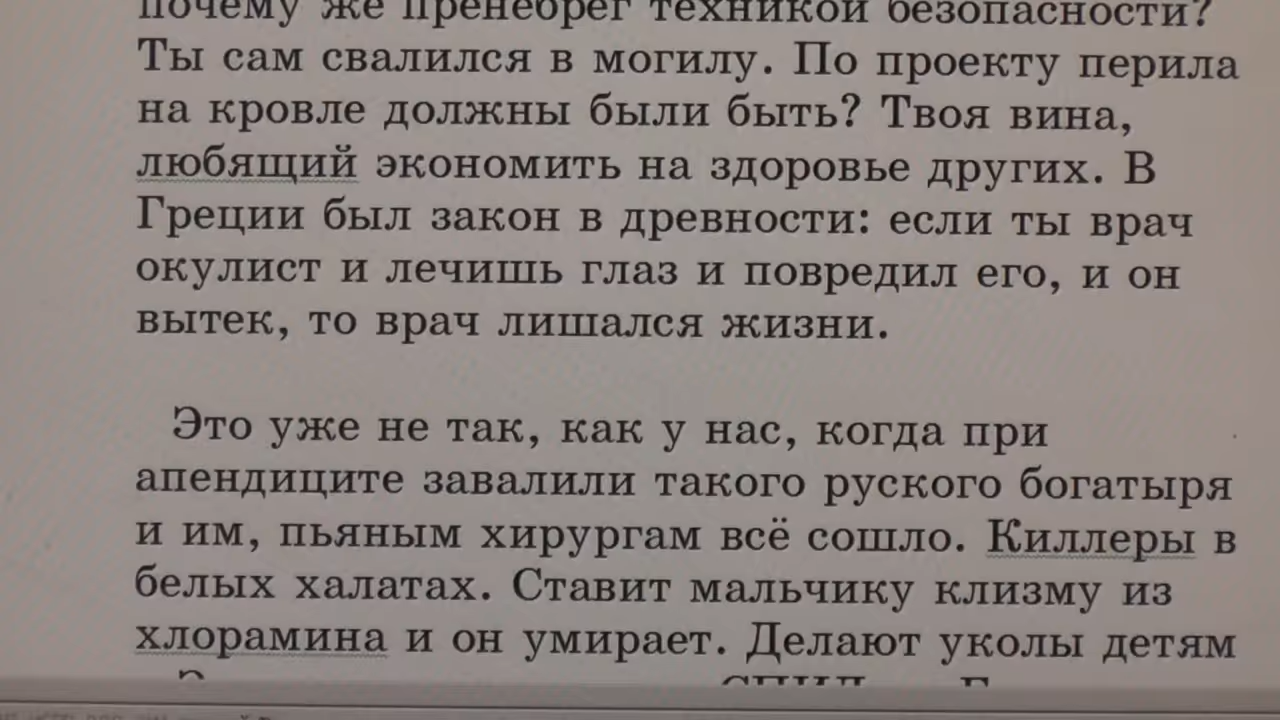 почему же пренебрег техникой безопасности?
Ты сам свалился в могилу. По проекту перила
на кровле должны были быть? Твоя вина,
любящий экономить на здоровье других. В
Греции был закон в древности: если ты врач
окулист и лечишь глаз и повредил его, и он
вытек, то врач лишался жизни.
Это уже не так, как у нас, когда при
апендиците завалили такого руского богатыря
и им, пьяным хирургам всё сошло. Киллеры в
белых халатах. Ставит мальчику клизму из
хлорамина и он умирает. Делают уколы детям